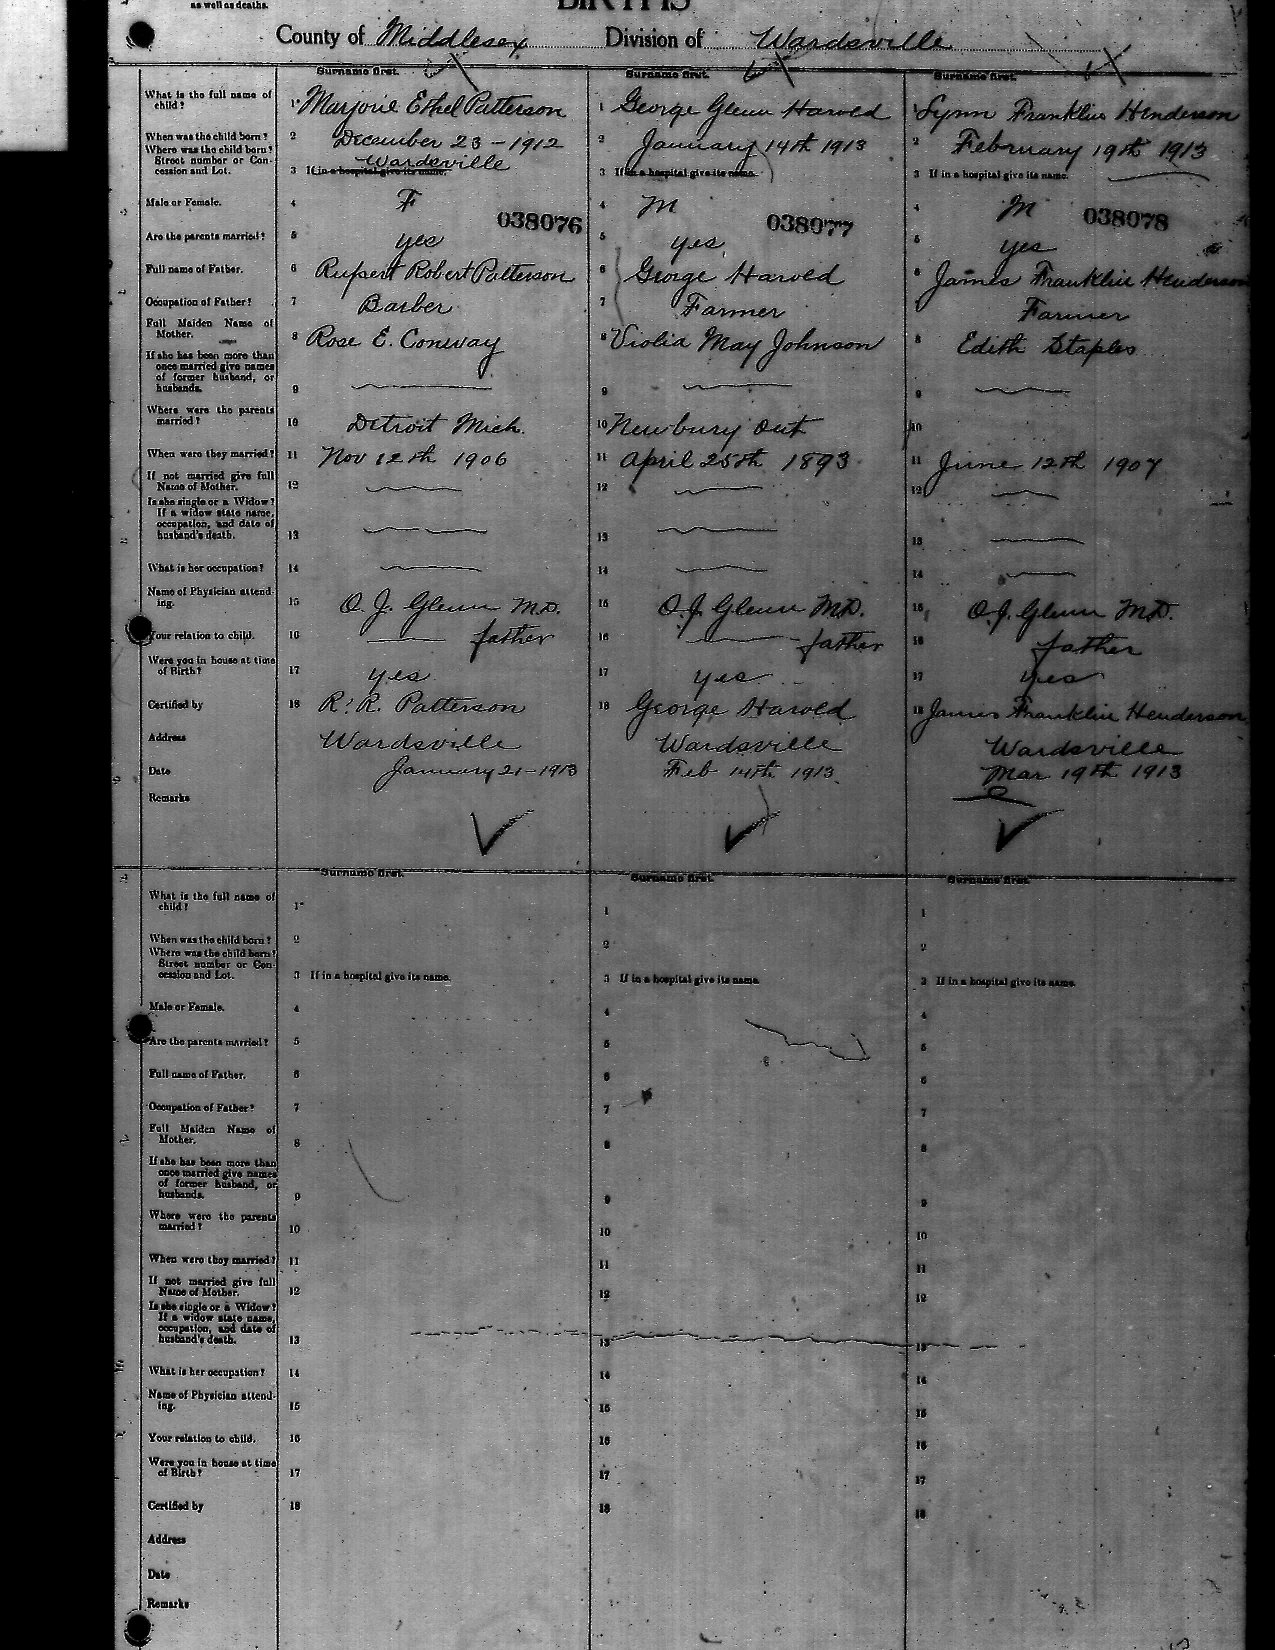 as well as deaths.
BIRTHS
County of Middlesex Division of Wardsville
Surname first. Surname first. Surname first.
What is the full name of child? 1 Marjorie Ethel Patterson 1 George Glenn Harold 1 Lynn Franklin Henderson
When was the child born? 2 December 23 - 1912 2 January 14th 1913 2 February 19th 1913
Where was the child born? Street number or Concession and Lot. 3 If in a hospital give its name. Wardsville 3 If in a hospital give its name. 3 If in a hospital give its name.
Male or Female. 4 F 4 M 4 M
038076 038077 038078
Are the parents married? 5 yes 5 yes 5 yes
Full name of Father. 6 Rupert Robert Patterson 6 George Harold 6 James Franklin Henderson
Occupation of Father? 7 Barber 7 Farmer Farmer
Full Maiden Name of Mother. 8 Rose E. Conway 8 Violia May Johnson 8 Edith Staples
If she has been more than once married give names of former husband, or husbands. 9 9 9
Where were the parents married? 10 Detroit Mich. 10 Newbury Ont 10
When were they married? 11 Nov 12th 1906 11 April 25th 1893 11 June 12th 1907
If not married give full Name of Mother. 12 12 12
Is she single or a Widow? If a widow state name, occupation, and date of husband's death. 13 13 13
What is her occupation? 14 14 14
Name of Physician attending. 15 O. J. Glenn M.D. 15 O. J. Glenn M.D. 15 O. J. Glenn M.D.
Your relation to child. 16 father 16 father 16 father
Were you in house at time of Birth? 17 yes 17 yes 17 yes
Certified by 18 R. R. Patterson 18 George Harold 18 James Franklin Henderson
Address Wardsville Wardsville Wardsville
Date January 21 - 1913 Feb 14th 1913 Mar 19th 1913
Remarks
Surname first. Surname first. Surname first.
What is the full name of child? 1 1 1
When was the child born? 2 2 2
Where was the child born? Street number or Concession and Lot. 3 If in a hospital give its name. 3 If in a hospital give its name. 3 If in a hospital give its name.
Male or Female. 4 4 4
Are the parents married? 5 5 5
Full name of Father. 6 6 6
Occupation of Father? 7 7 7
Full Maiden Name of Mother. 8 8 8
If she has been more than once married give names of former husband, or husbands. 9 9 9
Where were the parents married? 10 10 10
When were they married? 11 11 11
If not married give full Name of Mother. 12 12 12
Is she single or a Widow? If a widow state name, occupation, and date of husband's death. 13 13 13
What is her occupation? 14 14 14
Name of Physician attending. 15 15 15
Your relation to child. 16 16 16
Were you in house at time of Birth? 17 17 17
Certified by 18 18 18
Address
Date
Remarks